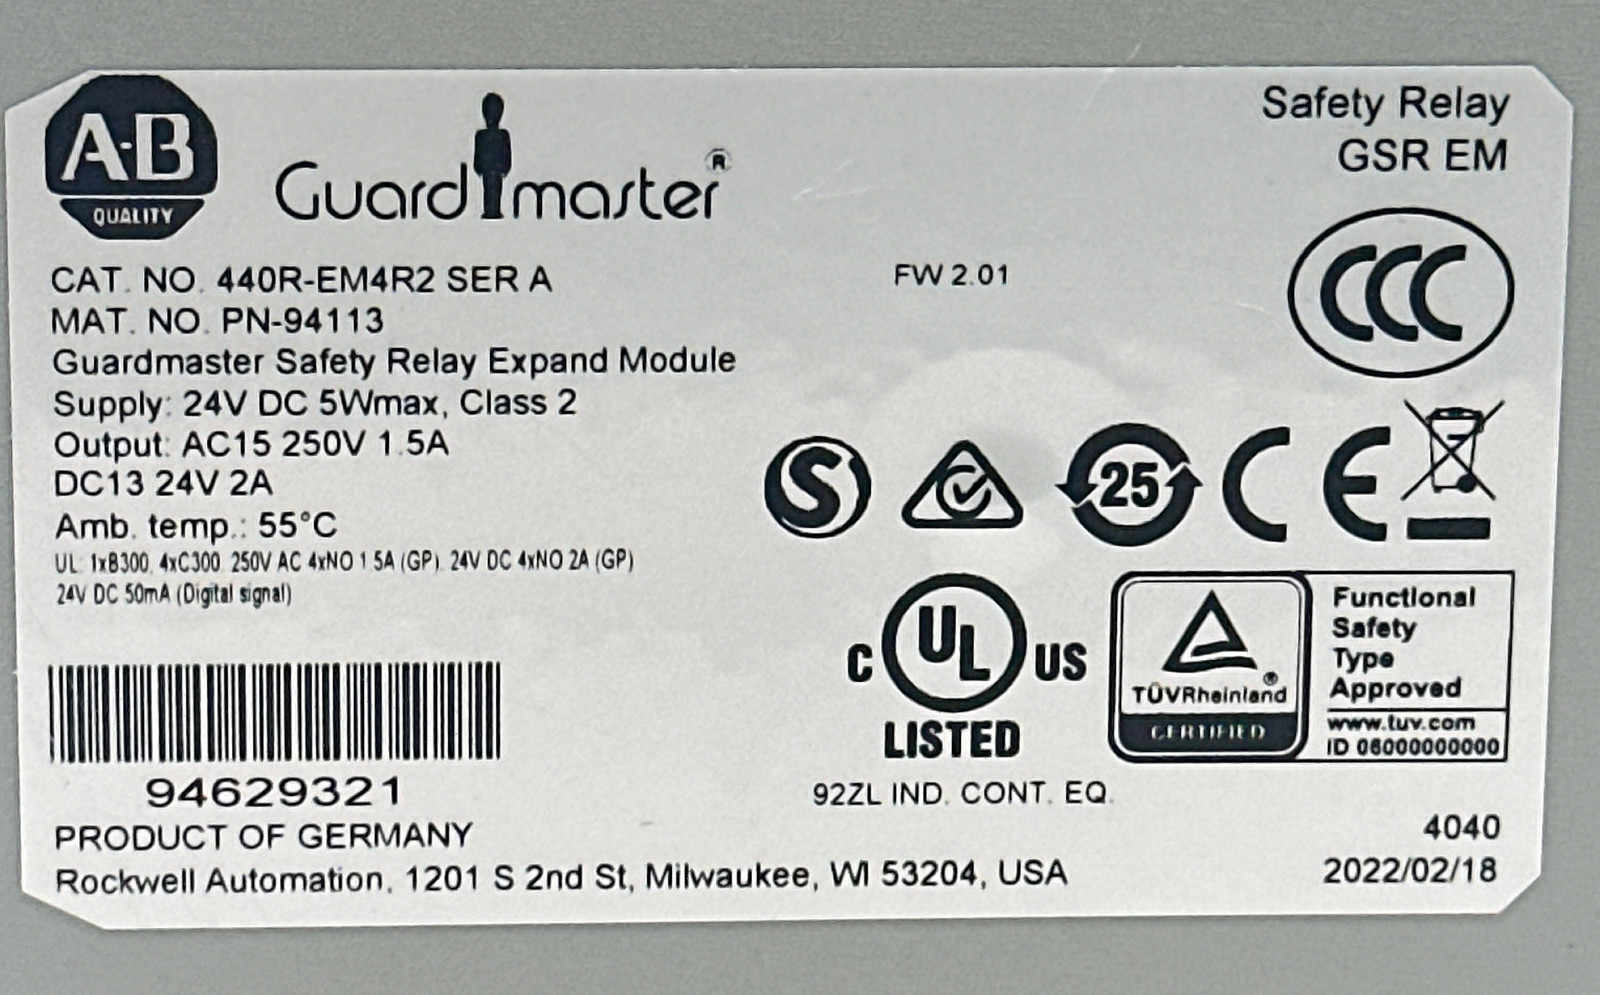 A-B
QUALITY
Guardmaster®
Safety Relay
GSR EM
CAT. NO. 440R-EM4R2 SER A
FW 2.01
MAT. NO. PN-94113
Guardmaster Safety Relay Expand Module
Supply: 24V DC 5Wmax, Class 2
Output: AC15 250V 1.5A
DC13 24V 2A
Amb. temp.: 55°C
UL: 1xB300, 4xC300, 250V AC 4xNO 1.5A (GP), 24V DC 4xNO 2A (GP)
24V DC 50mA (Digital signal)
CCC
S
25
CE
C UL US
LISTED
92ZL IND. CONT. EQ.
TÜVRheinland®
CERTIFIED
Functional
Safety
Type
Approved
www.tuv.com
ID 06000000000
94629321
PRODUCT OF GERMANY
Rockwell Automation, 1201 S 2nd St, Milwaukee, WI 53204, USA
4040
2022/02/18